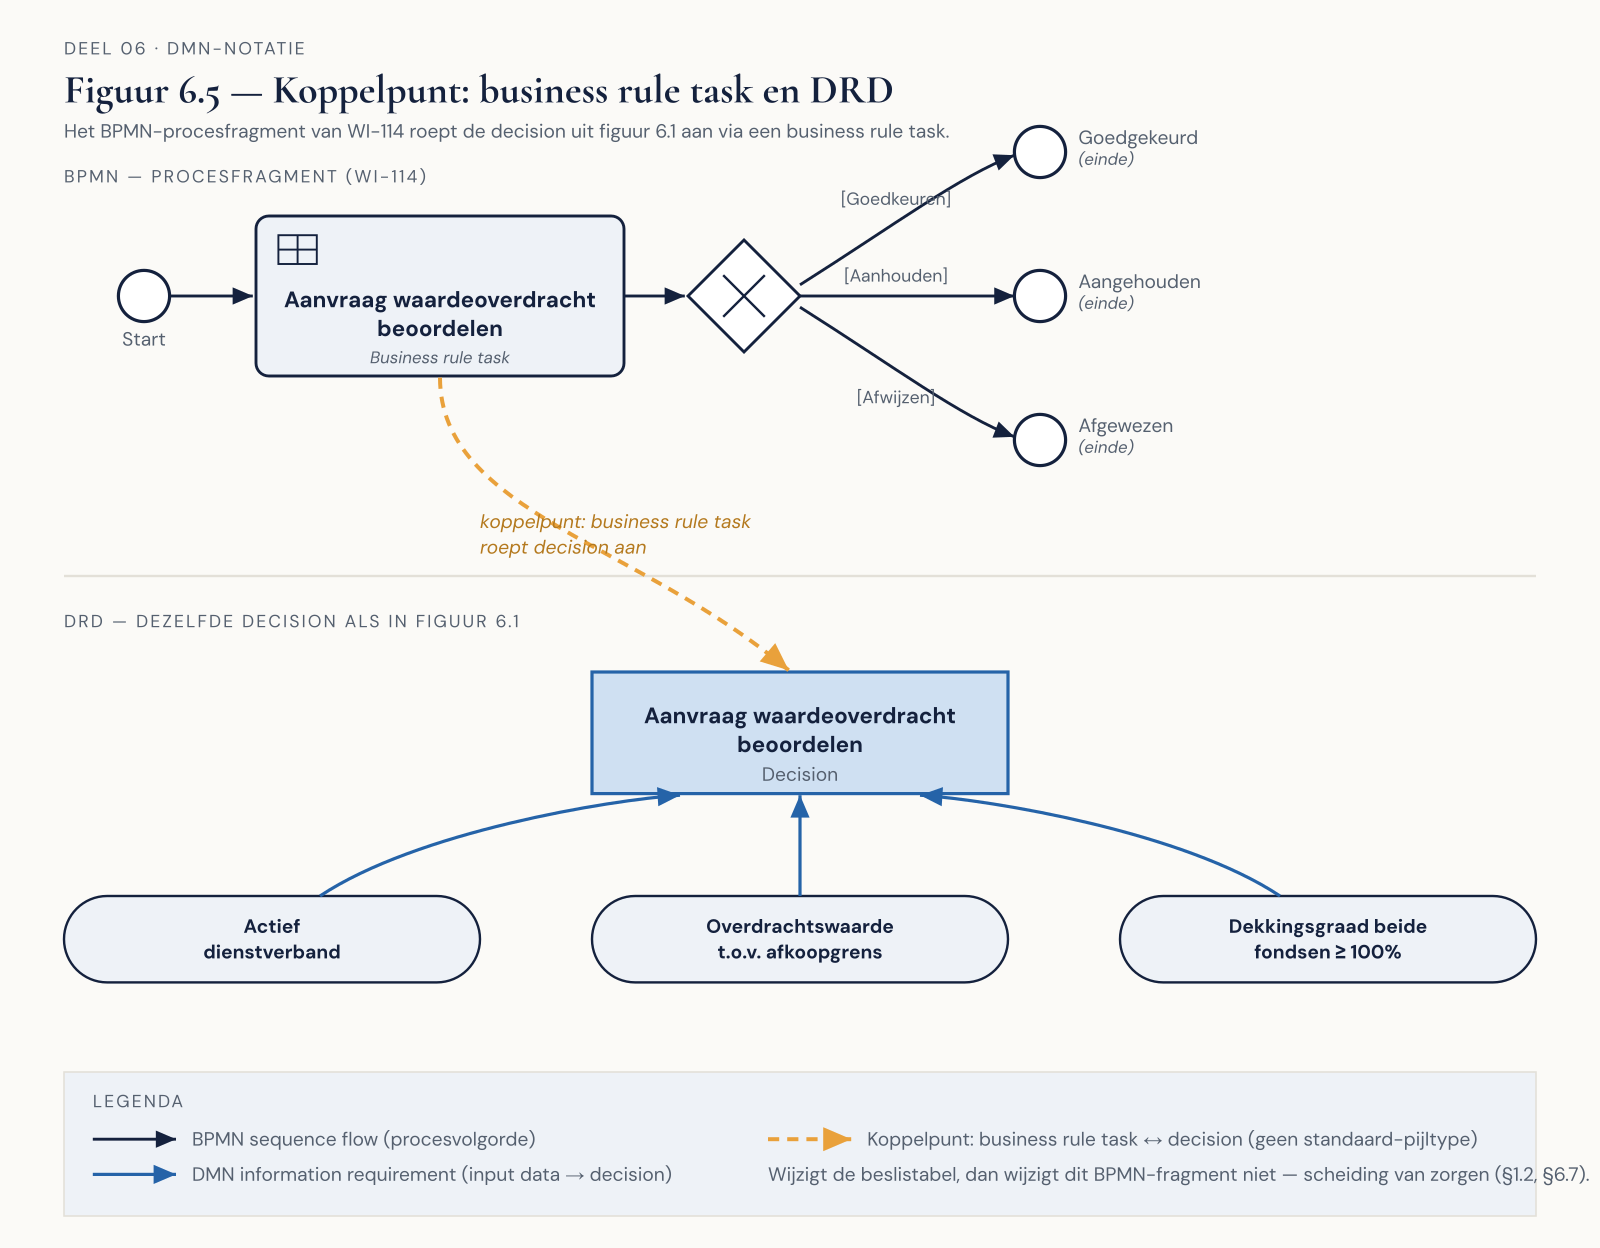 DEEL 06 · DMN-NOTATIE
Figuur 6.5 — Koppelpunt: business rule task en DRD
Het BPMN-procesfragment van WI-114 roept de decision uit figuur 6.1 aan via een business rule task.
BPMN — PROCESFRAGMENT (WI-114)
Start
Aanvraag waardeoverdracht
beoordelen
Business rule task
[Goedkeuren]
[Aanhouden]
[Afwijzen]
Goedgekeurd
(einde)
Aangehouden
(einde)
Afgewezen
(einde)
koppelpunt: business rule task
roept decision aan
DRD — DEZELFDE DECISION ALS IN FIGUUR 6.1
Aanvraag waardeoverdracht
beoordelen
Decision
Actief
dienstverband
Overdrachtswaarde
t.o.v. afkoopgrens
Dekkingsgraad beide
fondsen ≥ 100%
LEGENDA
BPMN sequence flow (procesvolgorde)
DMN information requirement (input data → decision)
Koppelpunt: business rule task ↔ decision (geen standaard-pijltype)
Wijzigt de beslistabel, dan wijzigt dit BPMN-fragment niet — scheiding van zorgen (§1.2, §6.7).